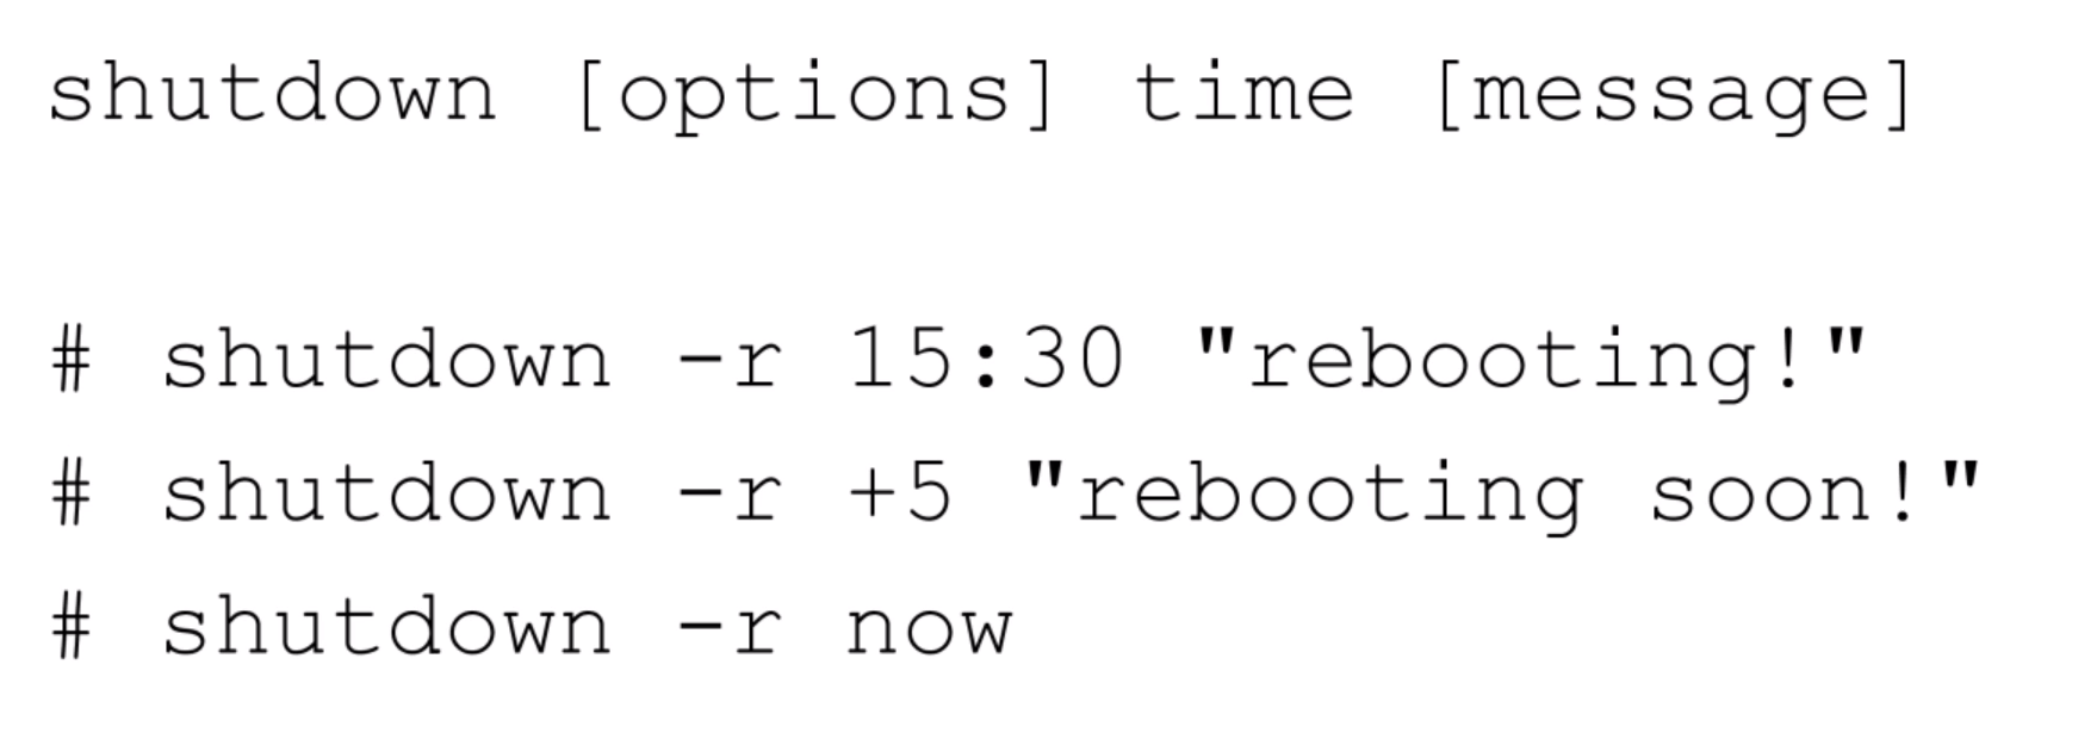 shutdown [options] time [message]
# shutdown -r 15:30 "rebooting!"
# shutdown -r +5 "rebooting soon!"
# shutdown -r now